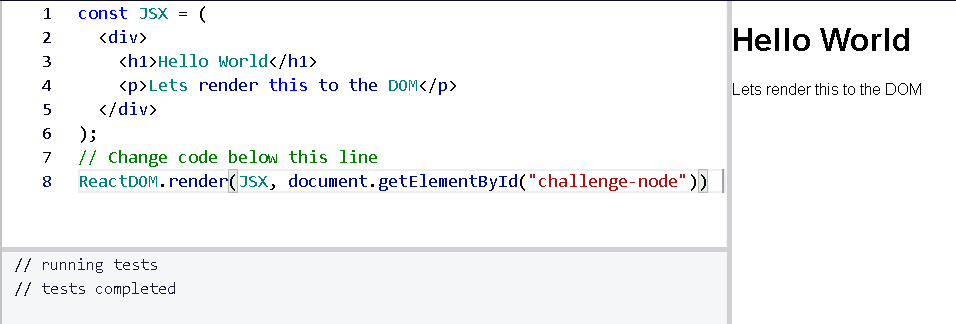 1 const JSX = (
2 <div>
3 <h1>Hello World</h1>
4 <p>Lets render this to the DOM</p>
5 </div>
6 );
7 // Change code below this line
8 ReactDOM.render(JSX, document.getElementById("challenge-node"))
// running tests
// tests completed
Hello World
Lets render this to the DOM